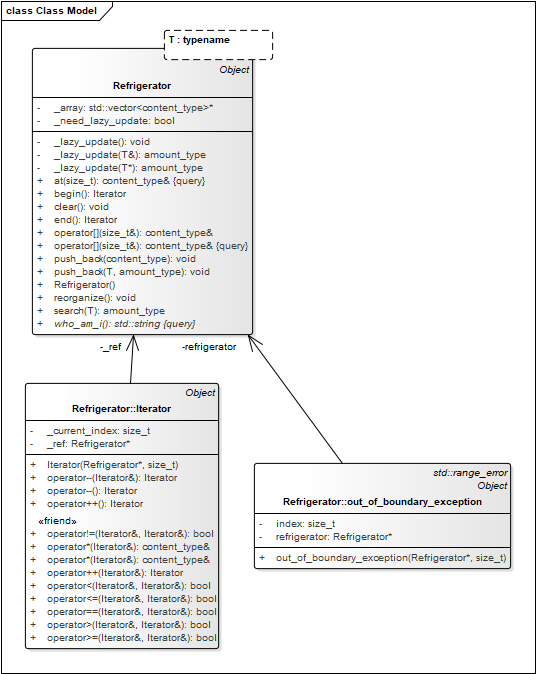 class Class Model
T : typename
Object
Refrigerator
- _array: std::vector<content_type>*
- _need_lazy_update: bool
- _lazy_update(): void
- _lazy_update(T&): amount_type
- _lazy_update(T*): amount_type
+ at(size_t): content_type& {query}
+ begin(): Iterator
+ clear(): void
+ end(): Iterator
+ operator[](size_t&): content_type&
+ operator[](size_t&): content_type& {query}
+ push_back(content_type): void
+ push_back(T, amount_type): void
+ Refrigerator()
+ reorganize(): void
+ search(T): amount_type
+ who_am_i(): std::string {query}
-_ref
-refrigerator
Object
Refrigerator::Iterator
- _current_index: size_t
- _ref: Refrigerator*
+ Iterator(Refrigerator*, size_t)
+ operator--(Iterator&): Iterator
+ operator--(): Iterator
+ operator++(): Iterator
«friend»
+ operator!=(Iterator&, Iterator&): bool
+ operator*(Iterator&): content_type&
+ operator*(Iterator&): content_type&
+ operator++(Iterator&): Iterator
+ operator<(Iterator&, Iterator&): bool
+ operator<=(Iterator&, Iterator&): bool
+ operator==(Iterator&, Iterator&): bool
+ operator>(Iterator&, Iterator&): bool
+ operator>=(Iterator&, Iterator&): bool
std::range_error
Object
Refrigerator::out_of_boundary_exception
- index: size_t
- refrigerator: Refrigerator*
+ out_of_boundary_exception(Refrigerator*, size_t)